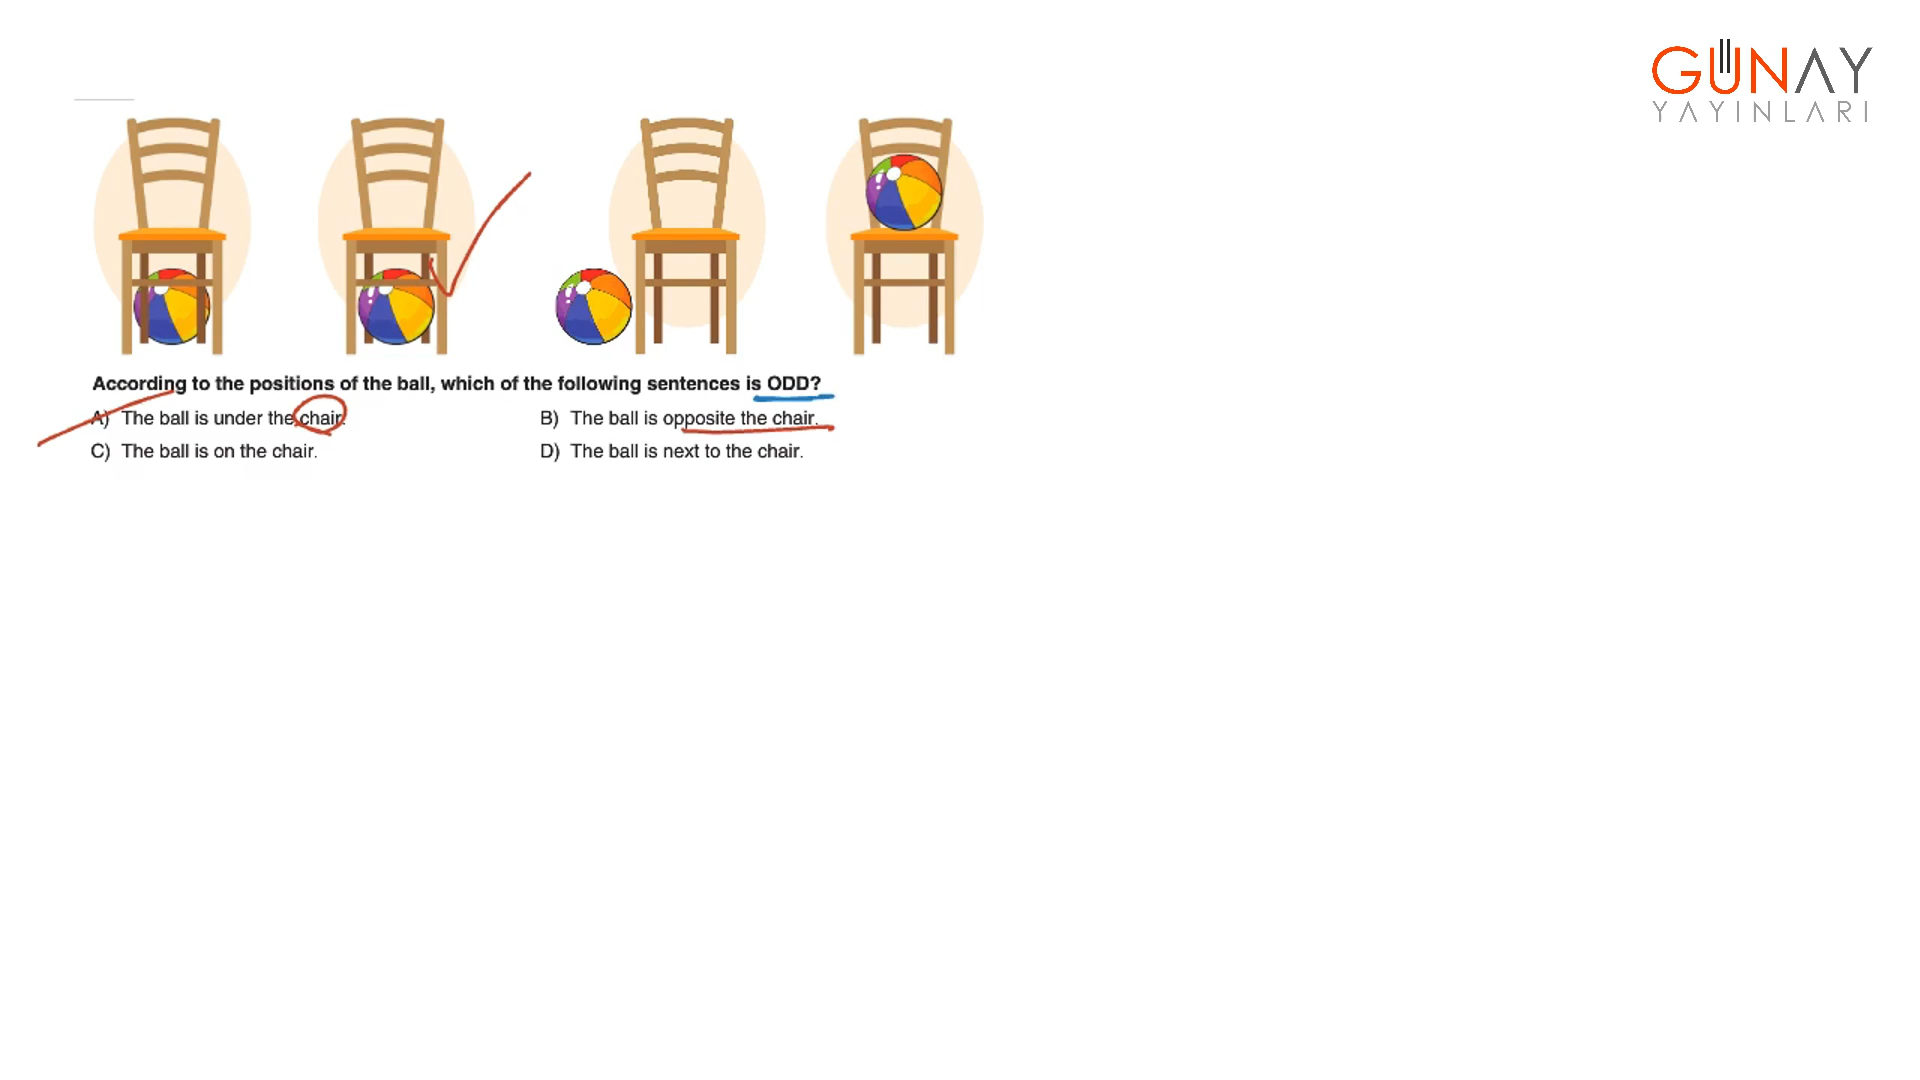 GÜNAY
YAYINLARI
According to the positions of the ball, which of the following sentences is ODD?
A) The ball is under the chair.
B) The ball is opposite the chair.
C) The ball is on the chair.
D) The ball is next to the chair.